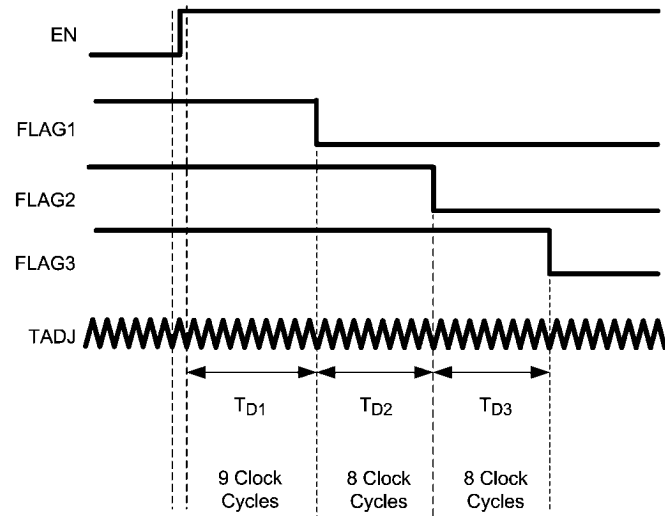 EN
FLAG1
FLAG2
FLAG3
TADJ
TD1 TD2 TD3
9 Clock 8 Clock 8 Clock
Cycles Cycles Cycles